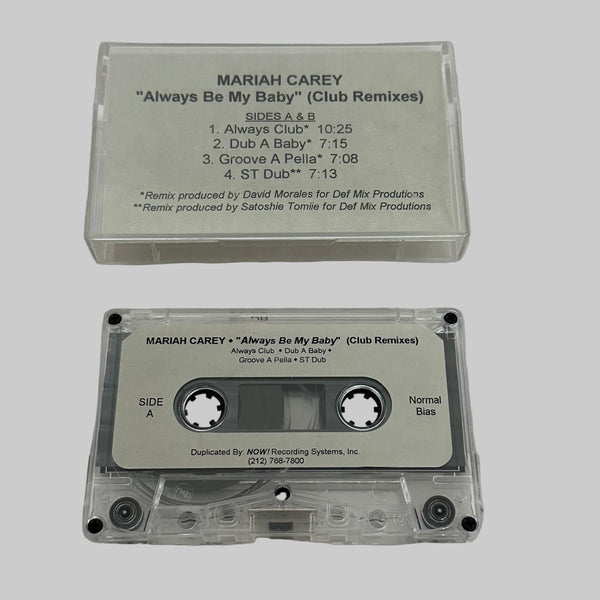 MARIAH CAREY
"Always Be My Baby" (Club Remixes)
SIDES A & B
1. Always Club* 10:25
2. Dub A Baby* 7:15
3. Groove A Pella* 7:08
4. ST Dub** 7:13
*Remix produced by David Morales for Def Mix Produtions
**Remix produced by Satoshie Tomiie for Def Mix Produtions
MARIAH CAREY ◆ "Always Be My Baby" (Club Remixes)
Always Club ◆ Dub A Baby ◆
Groove A Pella ◆ ST Dub
SIDE
A
Normal
Bias
Duplicated By: NOW! Recording Systems, Inc.
(212) 768-7800